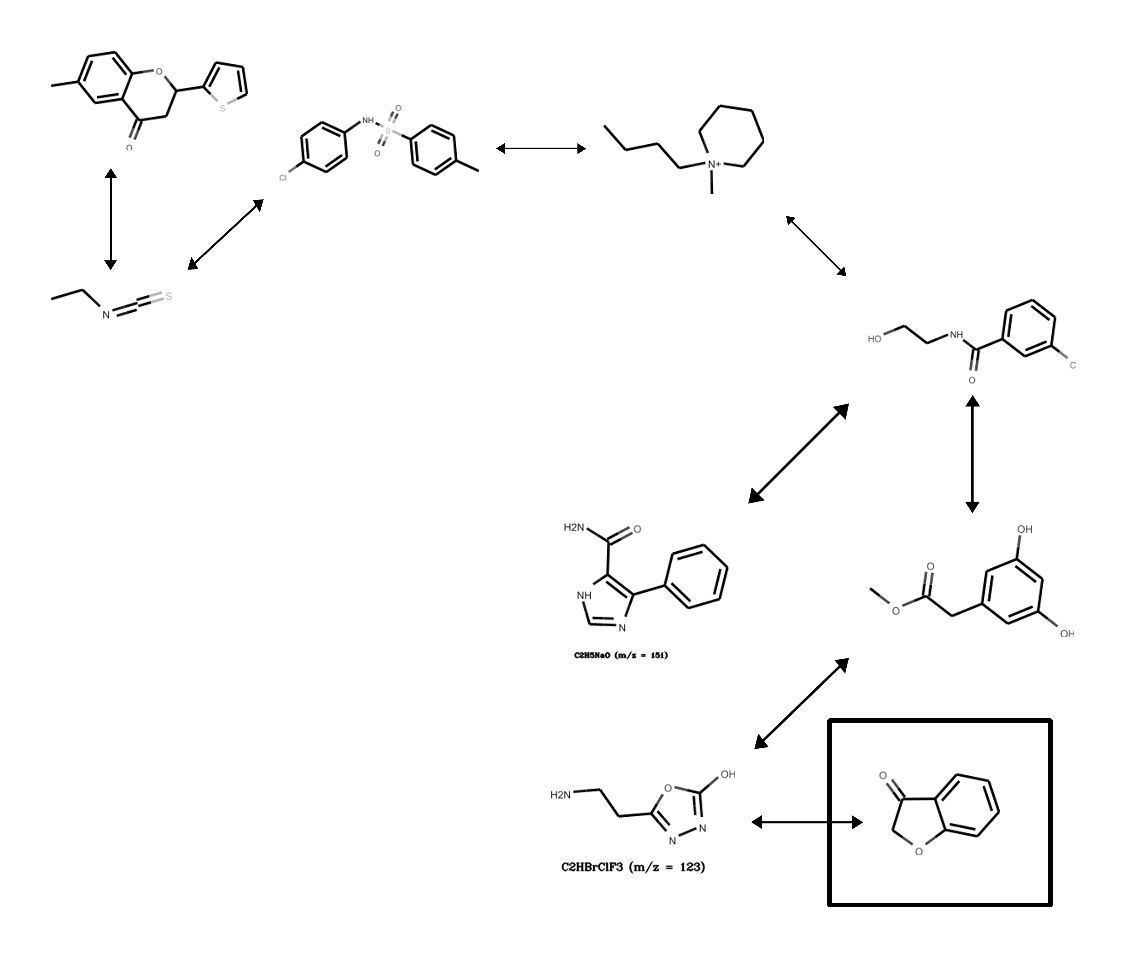 O
S
O
NH
O
S
O
Cl
N+
N
S
HO
NH
O
C
H2N
O
NH
N
C2H5NaO (m/z = 151)
OH
O
O
OH
H2N
O
OH
N
N
C2HBrClF3 (m/z = 123)
O
O